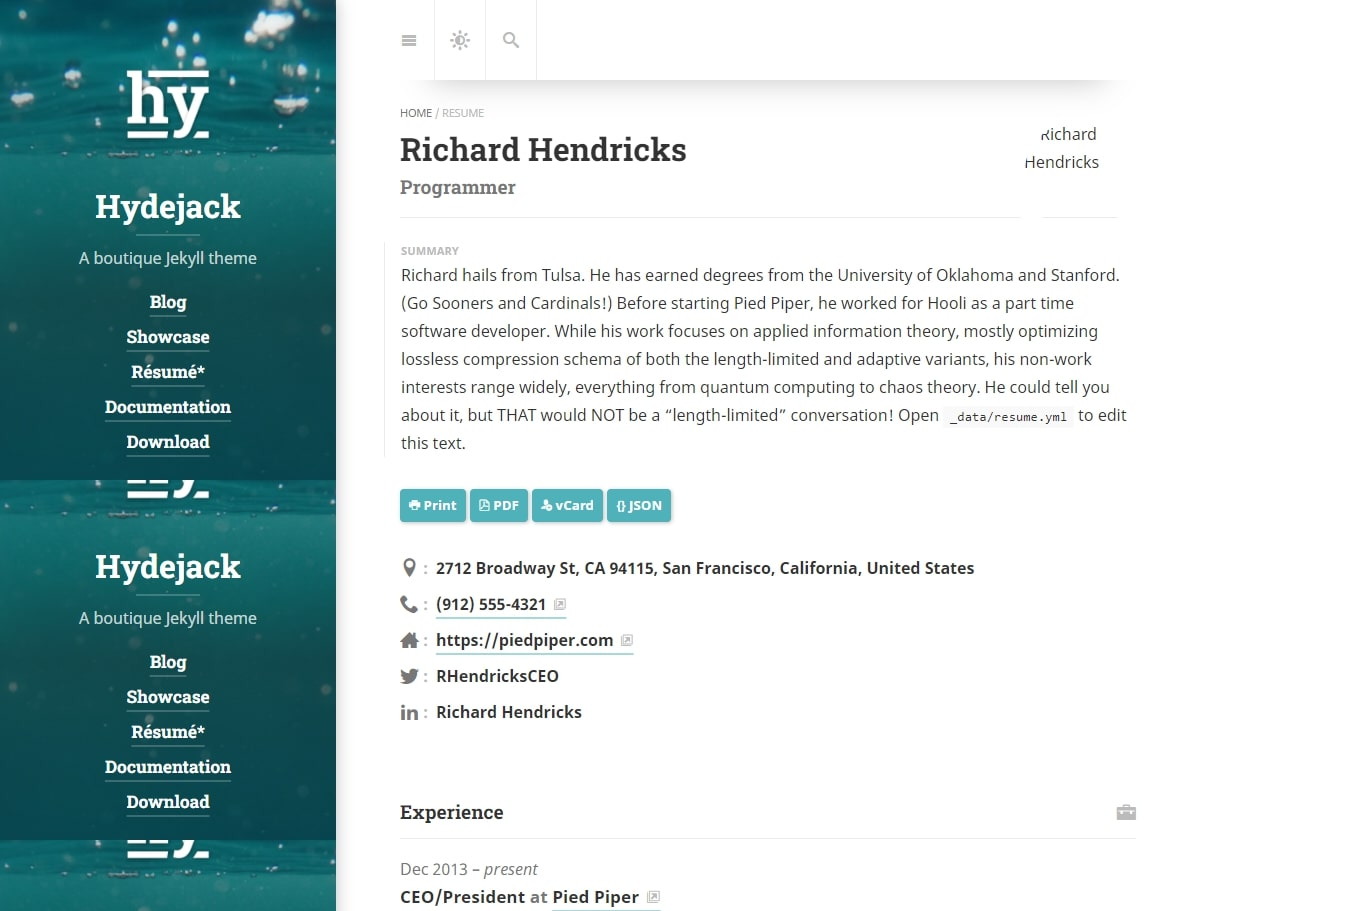 hy
Hydejack
A boutique Jekyll theme
Blog
Showcase
Résumé*
Documentation
Download
Hydejack
A boutique Jekyll theme
Blog
Showcase
Résumé*
Documentation
Download
HOME / RESUME
Richard Hendricks
Programmer
Richard
Hendricks
SUMMARY
Richard hails from Tulsa. He has earned degrees from the University of Oklahoma and Stanford.
(Go Sooners and Cardinals!) Before starting Pied Piper, he worked for Hooli as a part time
software developer. While his work focuses on applied information theory, mostly optimizing
lossless compression schema of both the length-limited and adaptive variants, his non-work
interests range widely, everything from quantum computing to chaos theory. He could tell you
about it, but THAT would NOT be a “length-limited” conversation! Open _data/resume.yml to edit
this text.
Print PDF vCard {} JSON
: 2712 Broadway St, CA 94115, San Francisco, California, United States
: (912) 555-4321
: https://piedpiper.com
: RHendricksCEO
in : Richard Hendricks
Experience
Dec 2013 – present
CEO/President at Pied Piper